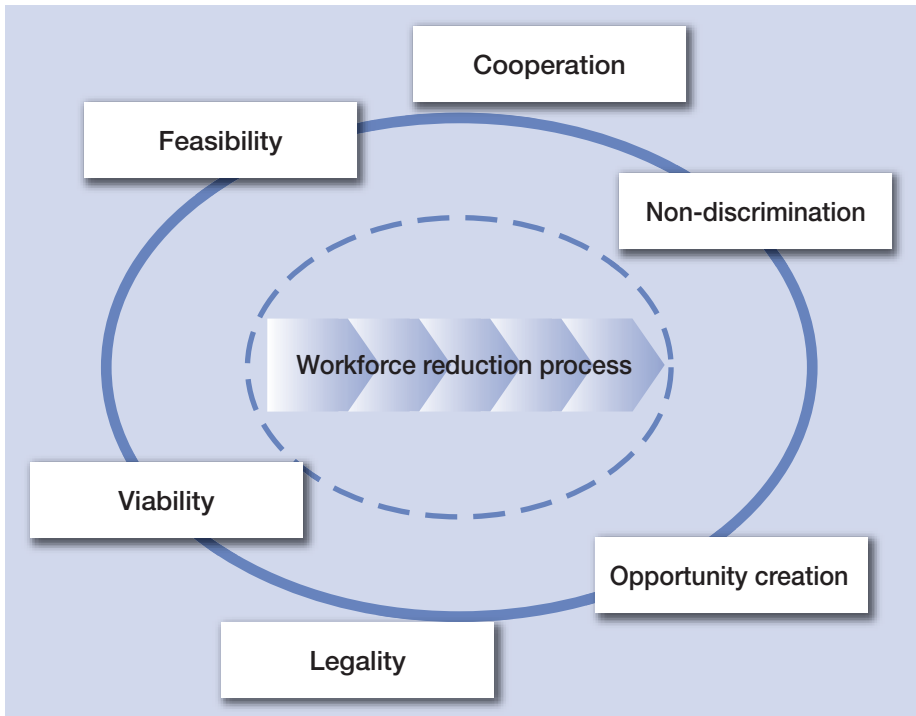 Cooperation
Feasibility
Non-discrimination
Workforce reduction process
Viability
Opportunity creation
Legality